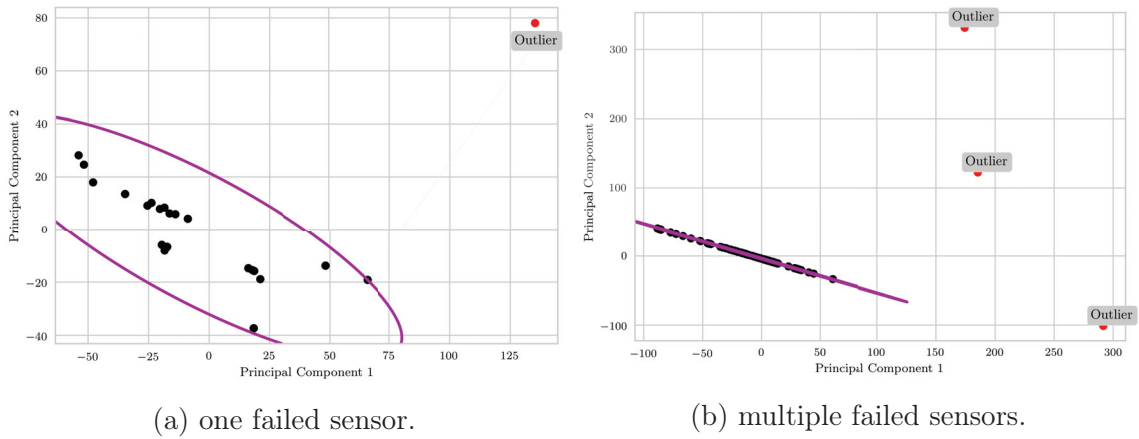 80
60
40
20
0
−20
−40
−50
−25
0
25
50
75
100
125
Principal Component 2
Principal Component 1
Outlier
(a) one failed sensor.
300
200
100
0
−100
−100
−50
0
50
100
150
200
250
300
Principal Component 2
Principal Component 1
Outlier
Outlier
Outlier
(b) multiple failed sensors.